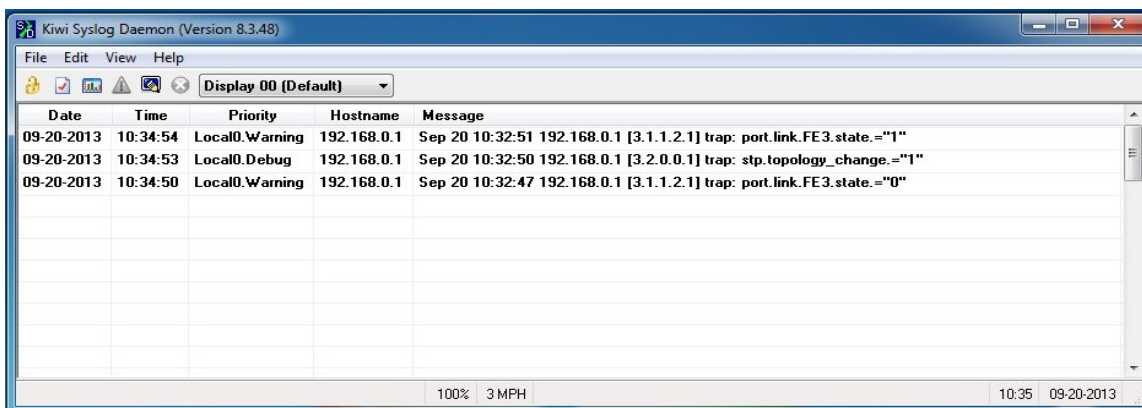 Kiwi Syslog Daemon (Version 8.3.48)
File Edit View Help
Display 00 (Default)
Date Time Priority Hostname Message
09-20-2013 10:34:54 Local0.Warning 192.168.0.1 Sep 20 10:32:51 192.168.0.1 [3.1.1.2.1] trap: port.link.FE3.state.="1"
09-20-2013 10:34:53 Local0.Debug 192.168.0.1 Sep 20 10:32:50 192.168.0.1 [3.2.0.0.1] trap: stp.topology_change.="1"
09-20-2013 10:34:50 Local0.Warning 192.168.0.1 Sep 20 10:32:47 192.168.0.1 [3.1.1.2.1] trap: port.link.FE3.state.="0"
100% 3 MPH 10:35 09-20-2013